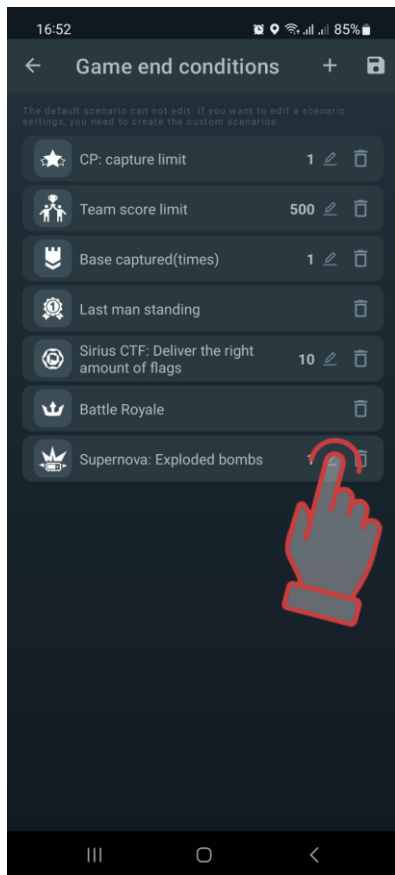 16:52
85%
Game end conditions
The default scenario can not edit. If you want to edit a scenario
settings, you need to create the custom scenarios
CP: capture limit 1
Team score limit 500
Base captured(times) 1
Last man standing
Sirius CTF: Deliver the right
amount of flags 10
Battle Royale
Supernova: Exploded bombs 1